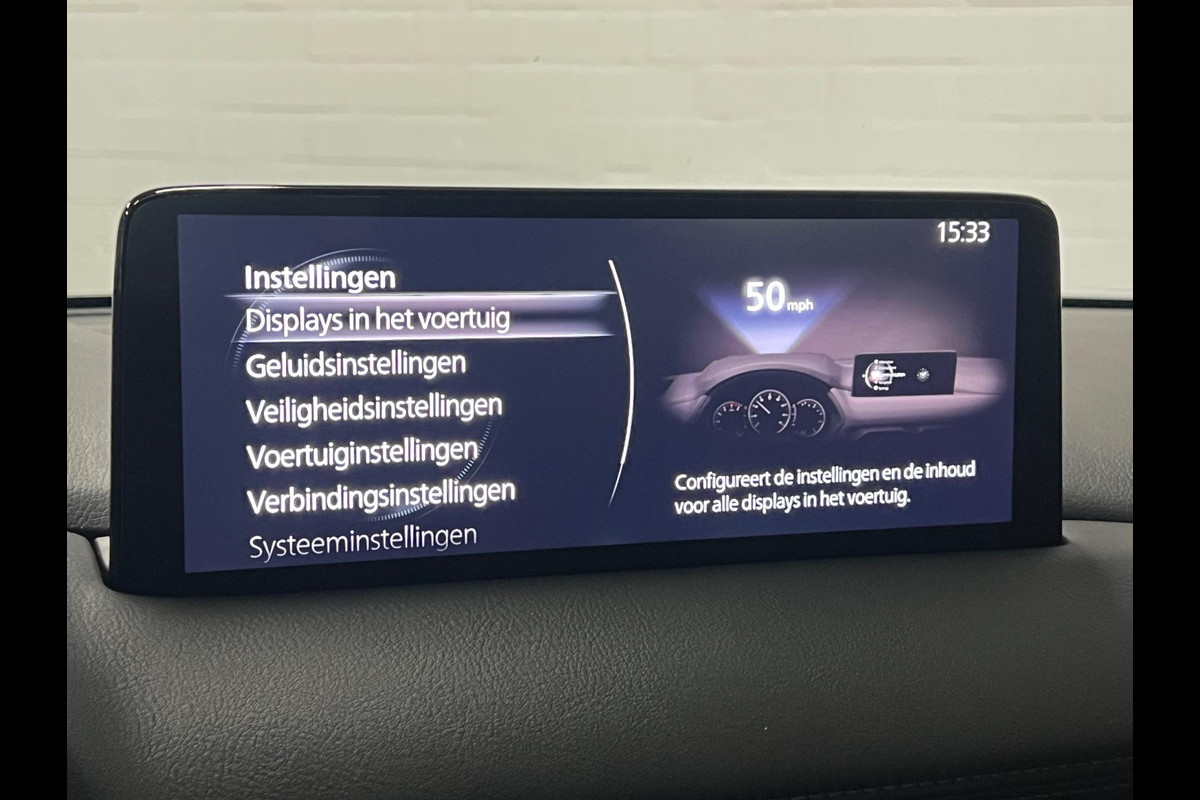 15:33
Instellingen
Displays in het voertuig
Geluidsinstellingen
Veiligheidsinstellingen
Voertuiginstellingen
Verbindingsinstellingen
Systeeminstellingen
50 mph
Configureert de instellingen en de inhoud
voor alle displays in het voertuig.